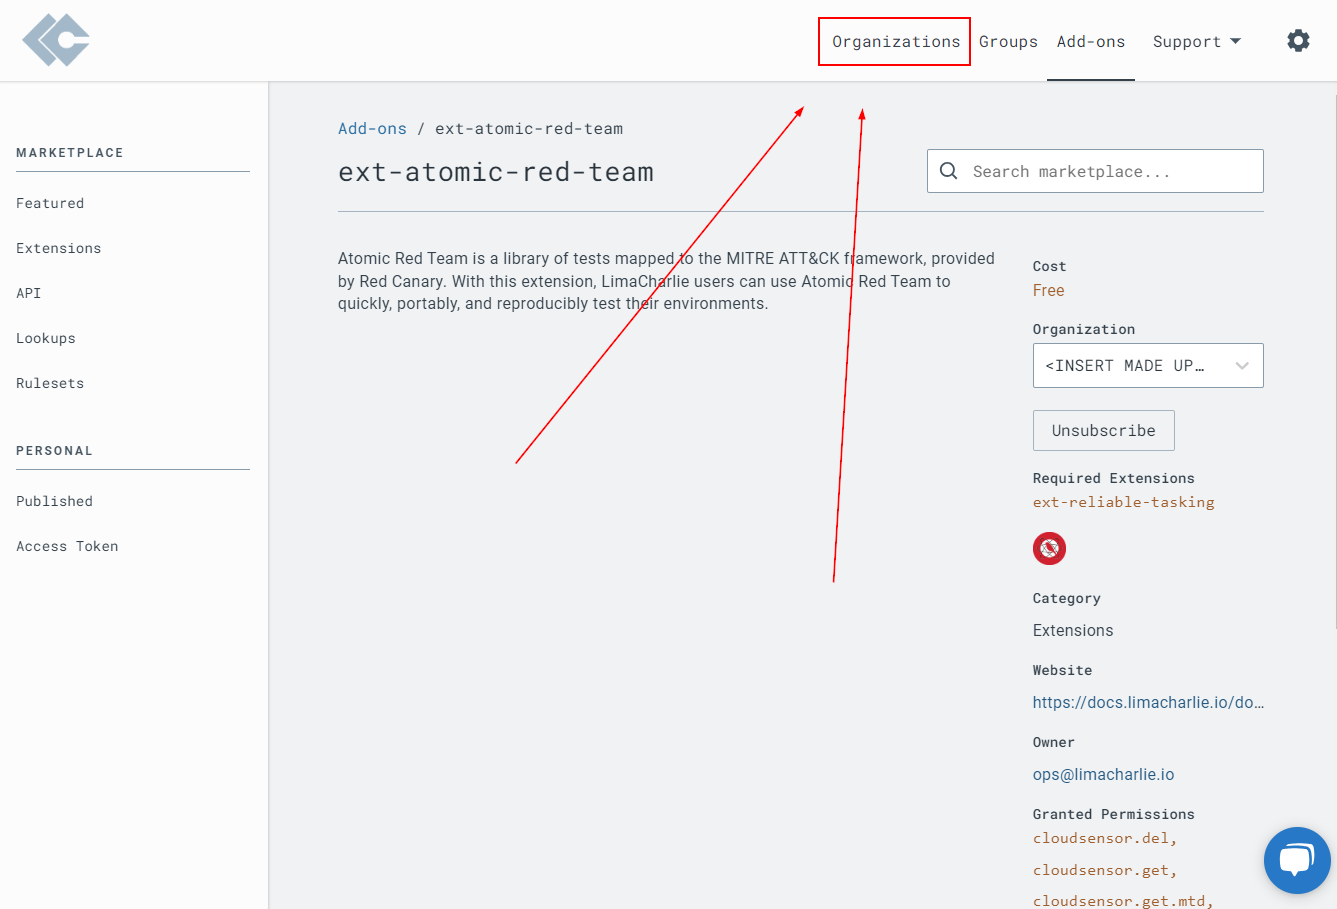 Organizations Groups Add-ons Support
MARKETPLACE
Featured
Extensions
API
Lookups
Rulesets
PERSONAL
Published
Access Token
Add-ons / ext-atomic-red-team
ext-atomic-red-team
Search marketplace...
Atomic Red Team is a library of tests mapped to the MITRE ATT&CK framework, provided
by Red Canary. With this extension, LimaCharlie users can use Atomic Red Team to
quickly, portably, and reproducibly test their environments.
Cost
Free
Organization
<INSERT MADE UP…
Unsubscribe
Required Extensions
ext-reliable-tasking
Category
Extensions
Website
https://docs.limacharlie.io/do…
Owner
ops@limacharlie.io
Granted Permissions
cloudsensor.del,
cloudsensor.get,
cloudsensor.get.mtd,